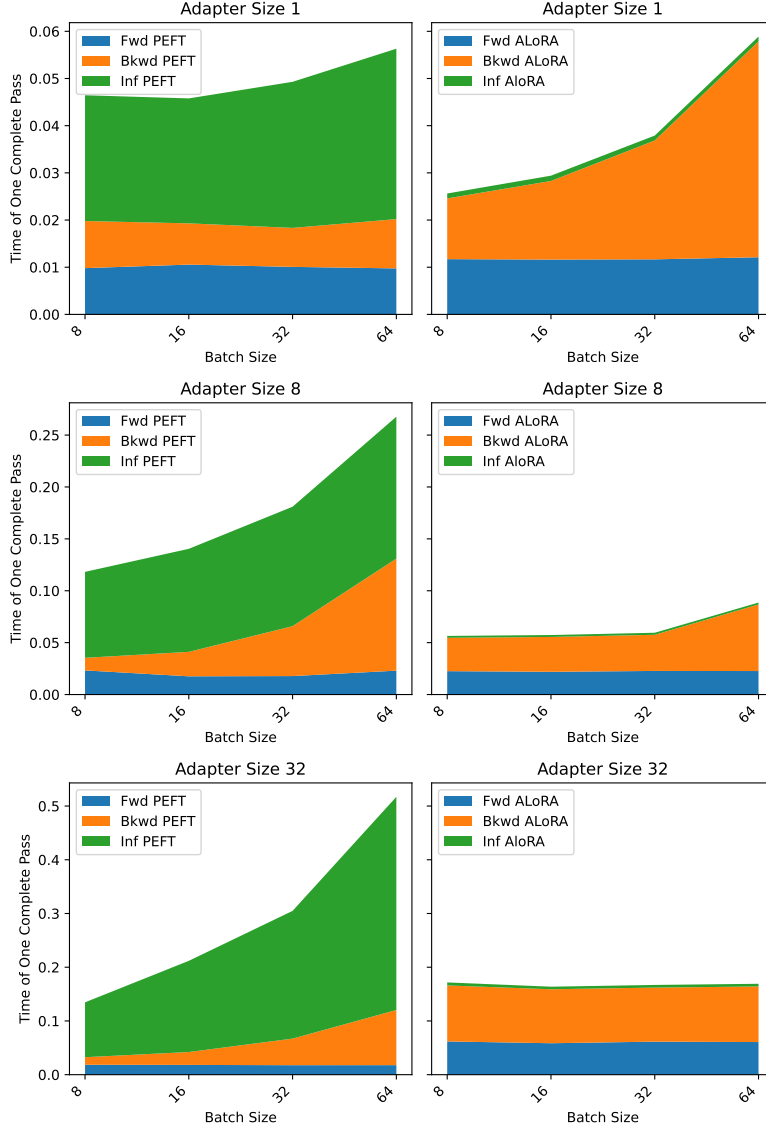 Adapter Size 1
Adapter Size 1
Time of One Complete Pass
0.06
0.05
0.04
0.03
0.02
0.01
0.00
Fwd PEFT
Bkwd PEFT
Inf PEFT
Fwd ALoRA
Bkwd ALoRA
Inf AloRA
8
16
32
64
Batch Size
8
16
32
64
Batch Size
Adapter Size 8
Adapter Size 8
Time of One Complete Pass
0.25
0.20
0.15
0.10
0.05
0.00
Fwd PEFT
Bkwd PEFT
Inf PEFT
Fwd ALoRA
Bkwd ALoRA
Inf AloRA
8
16
32
64
Batch Size
8
16
32
64
Batch Size
Adapter Size 32
Adapter Size 32
Time of One Complete Pass
0.5
0.4
0.3
0.2
0.1
0.0
Fwd PEFT
Bkwd PEFT
Inf PEFT
Fwd ALoRA
Bkwd ALoRA
Inf AloRA
8
16
32
64
Batch Size
8
16
32
64
Batch Size